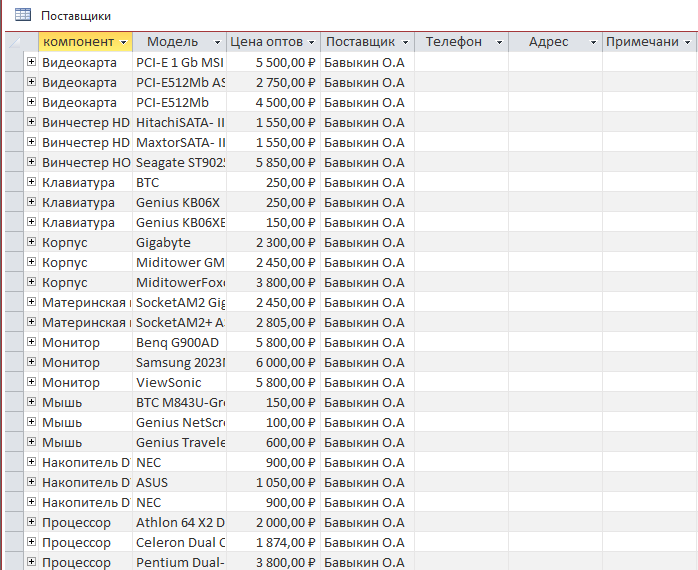 Поставщики
компонент Модель Цена оптов Поставщик Телефон Адрес Примечани
Видеокарта PCI-E 1 Gb MSI 5 500,00 ₽ Бавыкин О.А
Видеокарта PCI-E512Mb AS 2 750,00 ₽ Бавыкин О.А
Видеокарта PCI-E512Mb 4 500,00 ₽ Бавыкин О.А
Винчестер HD HitachiSATA- II 1 550,00 ₽ Бавыкин О.А
Винчестер HD MaxtorSATA- II 1 550,00 ₽ Бавыкин О.А
Винчестер НО Seagate ST9025 5 850,00 ₽ Бавыкин О.А
Клавиатура BTC 250,00 ₽ Бавыкин О.А
Клавиатура Genius KB06X 250,00 ₽ Бавыкин О.А
Клавиатура Genius KB06XE 150,00 ₽ Бавыкин О.А
Корпус Gigabyte 2 300,00 ₽ Бавыкин О.А
Корпус Miditower GM 2 450,00 ₽ Бавыкин О.А
Корпус MiditowerFoxc 3 800,00 ₽ Бавыкин О.А
Материнская SocketAM2 Gig 2 450,00 ₽ Бавыкин О.А
Материнская SocketAM2+ A 2 805,00 ₽ Бавыкин О.А
Монитор Benq G900AD 5 800,00 ₽ Бавыкин О.А
Монитор Samsung 2023 6 000,00 ₽ Бавыкин О.А
Монитор ViewSonic 5 800,00 ₽ Бавыкин О.А
Мышь BTC M843U-Gr 150,00 ₽ Бавыкин О.А
Мышь Genius NetScr 100,00 ₽ Бавыкин О.А
Мышь Genius Travele 600,00 ₽ Бавыкин О.А
Накопитель D NEC 900,00 ₽ Бавыкин О.А
Накопитель D ASUS 1 050,00 ₽ Бавыкин О.А
Накопитель D NEC 900,00 ₽ Бавыкин О.А
Процессор Athlon 64 X2 D 2 000,00 ₽ Бавыкин О.А
Процессор Celeron Dual C 1 874,00 ₽ Бавыкин О.А
Процессор Pentium Dual- 3 800,00 ₽ Бавыкин О.А